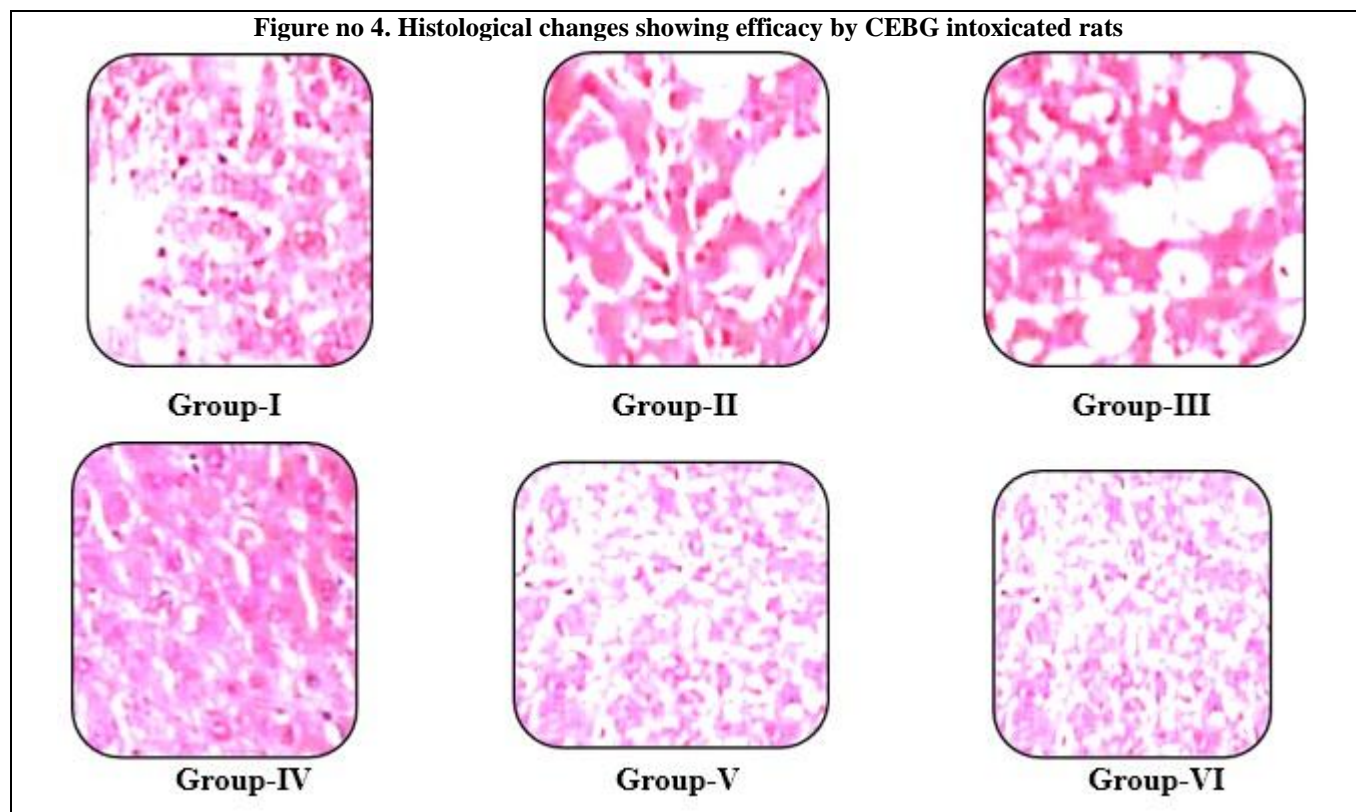 Figure no 4. Histological changes showing efficacy by CEBG intoxicated rats
Group-I Group-II Group-III
Group-IV Group-V Group-VI